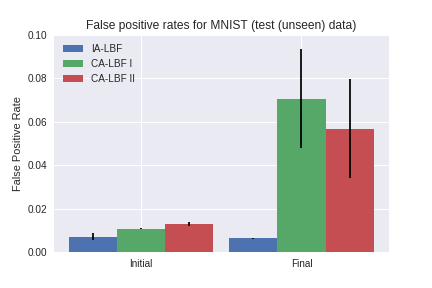 False positive rates for MNIST (test (unseen) data)
IA-LBF
CA-LBF I
CA-LBF II
False Positive Rate
0.10
0.08
0.06
0.04
0.02
0.00
Initial
Final